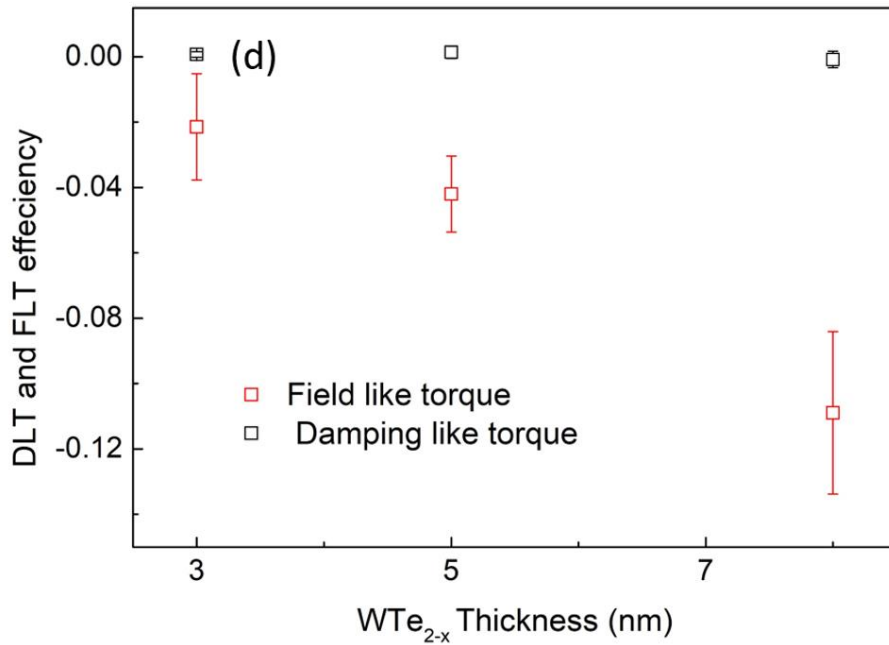 (d)
0.00
-0.04
-0.08
-0.12
DLT and FLT effeciency
Field like torque
Damping like torque
3
5
7
WTe2-x Thickness (nm)